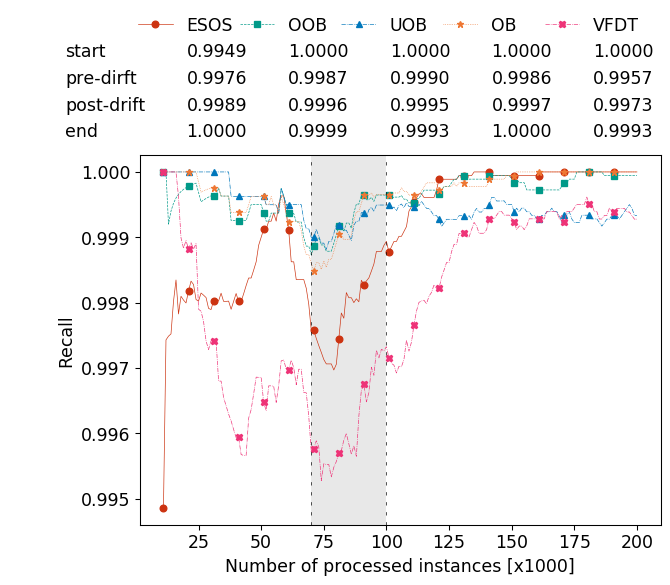 ESOS OOB UOB OB VFDT
start 0.9949 1.0000 1.0000 1.0000 1.0000
pre-dirft 0.9976 0.9987 0.9990 0.9986 0.9957
post-drift 0.9989 0.9996 0.9995 0.9997 0.9973
end 1.0000 0.9999 0.9993 1.0000 0.9993
1.000
0.999
0.998
0.997
0.996
0.995
Recall
25 50 75 100 125 150 175 200
Number of processed instances [x1000]